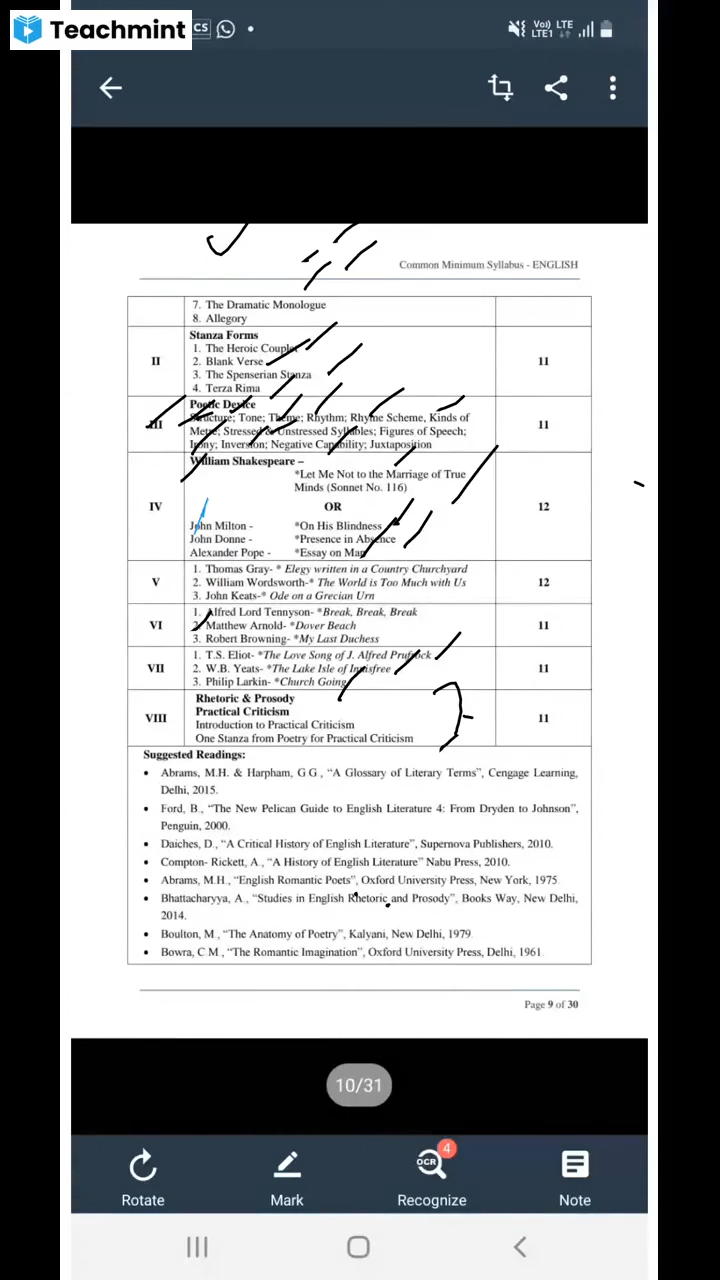 Teachmint
CS
Vo) LTE
LTE1
Common Minimum Syllabus - ENGLISH
7. The Dramatic Monologue
8. Allegory
II
Stanza Forms
1. The Heroic Couplet
2. Blank Verse
3. The Spenserian Stanza
4. Terza Rima
11
III
Poetic Device
Structure; Tone; Theme; Rhythm; Rhyme Scheme, Kinds of
Metre; Stressed & Unstressed Syllables; Figures of Speech;
Irony; Inversion; Negative Capability; Juxtaposition
11
IV
William Shakespeare –
*Let Me Not to the Marriage of True
Minds (Sonnet No. 116)
OR
John Milton - *On His Blindness
John Donne - *Presence in Absence
Alexander Pope - *Essay on Man
12
V
1. Thomas Gray-* Elegy written in a Country Churchyard
2. William Wordsworth-* The World is Too Much with Us
3. John Keats-* Ode on a Grecian Urn
12
VI
1. Alfred Lord Tennyson- *Break, Break, Break
2. Matthew Arnold- *Dover Beach
3. Robert Browning- *My Last Duchess
11
VII
1. T.S. Eliot- *The Love Song of J. Alfred Prufrock
2. W.B. Yeats- *The Lake Isle of Innisfree
3. Philip Larkin- *Church Going
11
VIII
Rhetoric & Prosody
Practical Criticism
Introduction to Practical Criticism
One Stanza from Poetry for Practical Criticism
11
Suggested Readings:
• Abrams, M.H. & Harpham, G G , “A Glossary of Literary Terms”, Cengage Learning,
Delhi, 2015.
• Ford, B., “The New Pelican Guide to English Literature 4: From Dryden to Johnson”,
Penguin, 2000.
• Daiches, D., “A Critical History of English Literature”, Supernova Publishers, 2010.
• Compton- Rickett, A., “A History of English Literature” Nabu Press, 2010.
• Abrams, M.H., “English Romantic Poets”, Oxford University Press, New York, 1975
• Bhattacharyya, A., “Studies in English Rhetoric and Prosody”, Books Way, New Delhi,
2014.
• Boulton, M., “The Anatomy of Poetry”, Kalyani, New Delhi, 1979
• Bowra, C M , “The Romantic Imagination”, Oxford University Press, Delhi, 1961
Page 9 of 30
10/31
OCR
4
Rotate
Mark
Recognize
Note